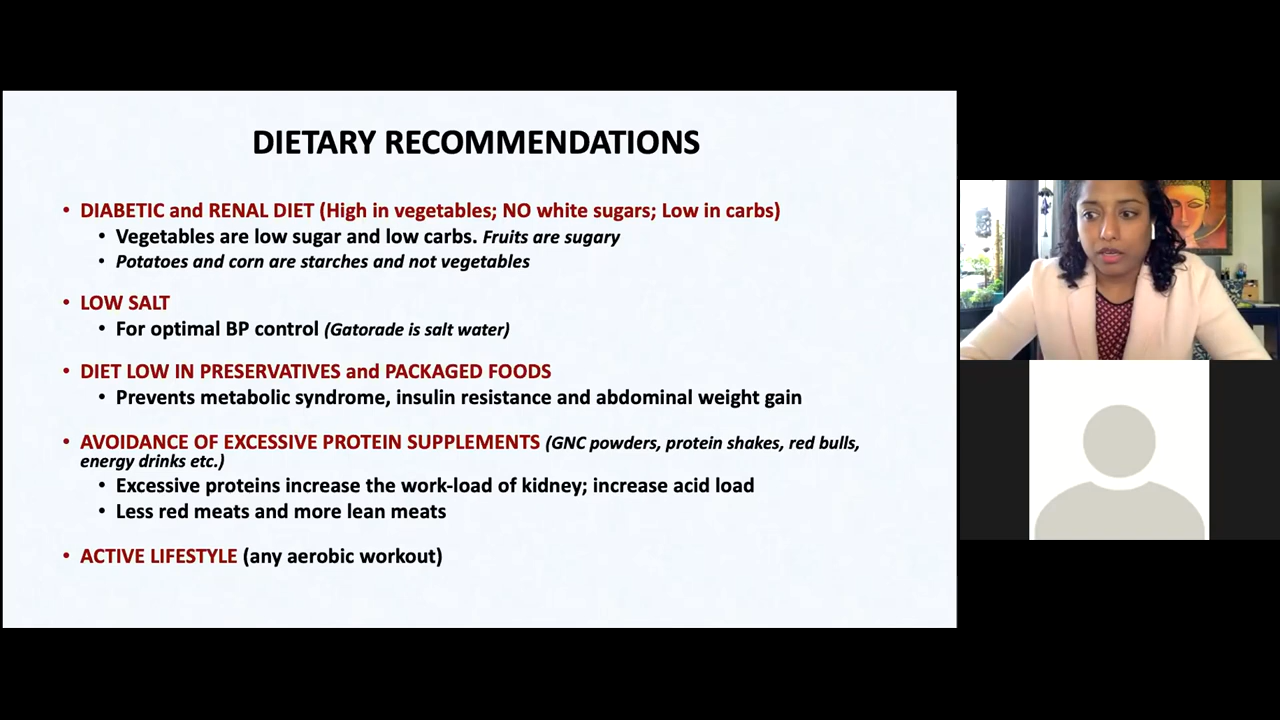 DIETARY RECOMMENDATIONS
• DIABETIC and RENAL DIET (High in vegetables; NO white sugars; Low in carbs)
• Vegetables are low sugar and low carbs. Fruits are sugary
• Potatoes and corn are starches and not vegetables
• LOW SALT
• For optimal BP control (Gatorade is salt water)
• DIET LOW IN PRESERVATIVES and PACKAGED FOODS
• Prevents metabolic syndrome, insulin resistance and abdominal weight gain
• AVOIDANCE OF EXCESSIVE PROTEIN SUPPLEMENTS (GNC powders, protein shakes, red bulls,
energy drinks etc.)
• Excessive proteins increase the work-load of kidney; increase acid load
• Less red meats and more lean meats
• ACTIVE LIFESTYLE (any aerobic workout)